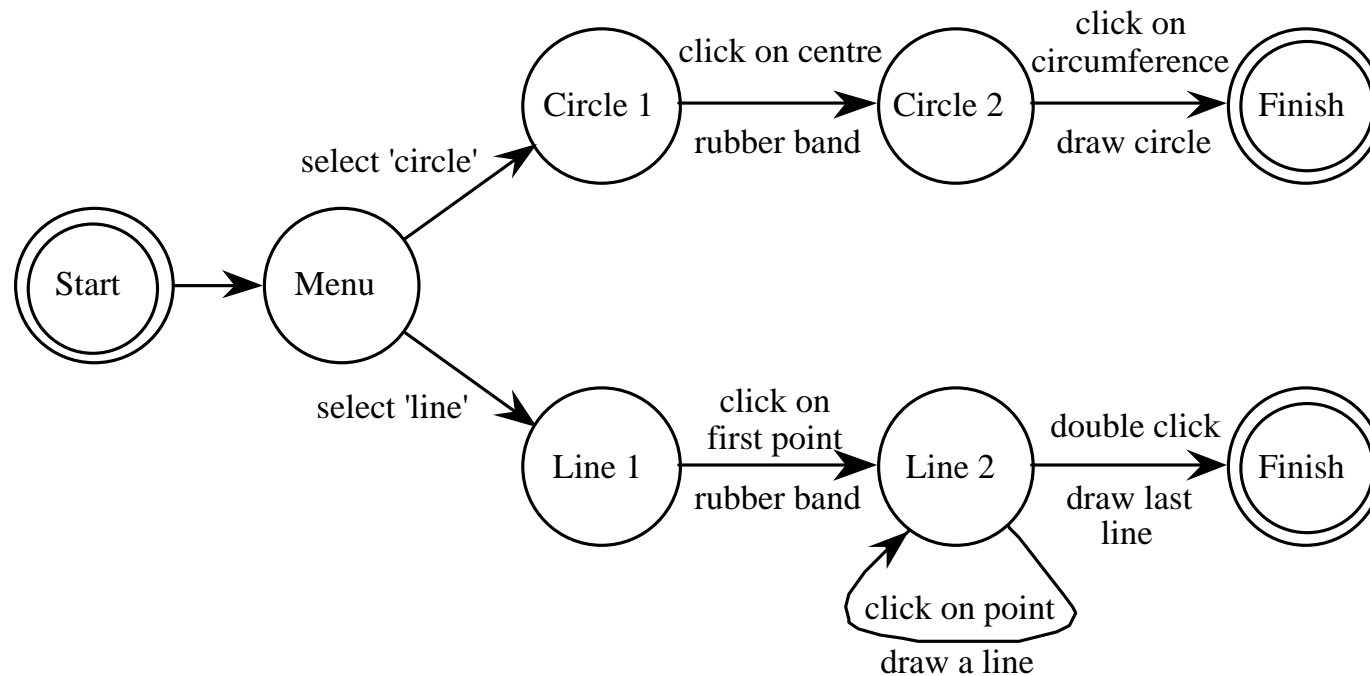 click on
circumference
click on centre
Circle 1
Circle 2
Finish
rubber band
draw circle
select 'circle'
Start
Menu
select 'line'
click on
first point
double click
Line 1
Line 2
Finish
rubber band
draw last
line
click on point
draw a line